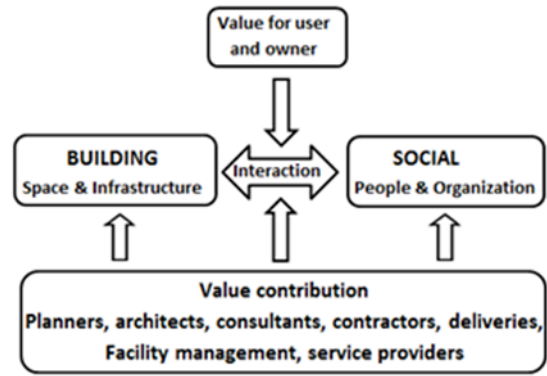 Value for user
and owner
BUILDING
Space & Infrastructure
Interaction
SOCIAL
People & Organization
Value contribution
Planners, architects, consultants, contractors, deliveries,
Facility management, service providers